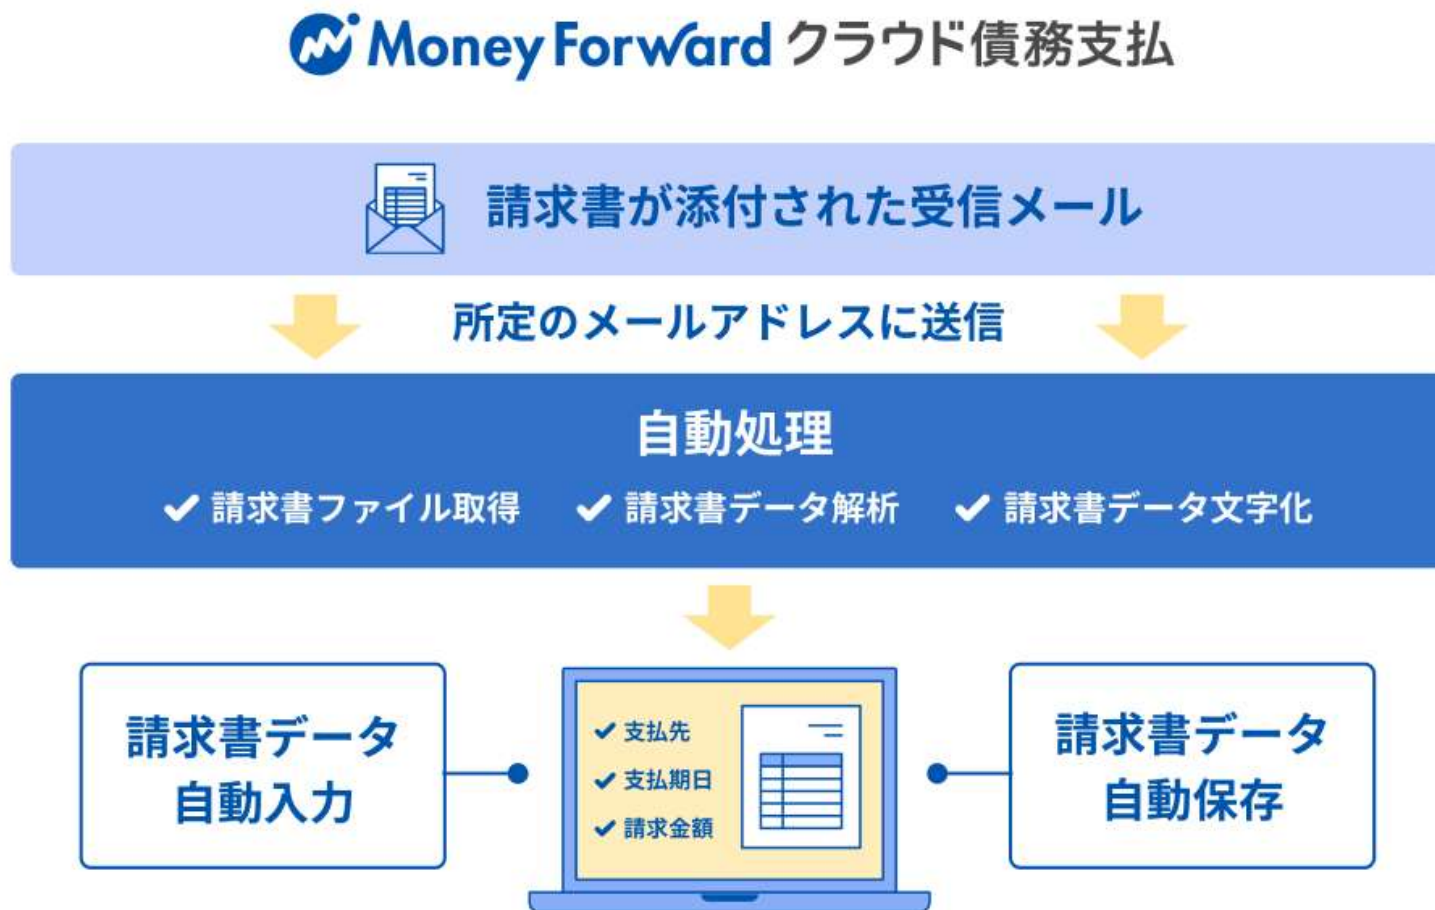 Money Forward クラウド債務支払
請求書が添付された受信メール
所定のメールアドレスに送信
自動処理
✔ 請求書ファイル取得 ✔ 請求書データ解析 ✔ 請求書データ文字化
請求書データ
自動入力
✔ 支払先
✔ 支払期日
✔ 請求金額
請求書データ
自動保存